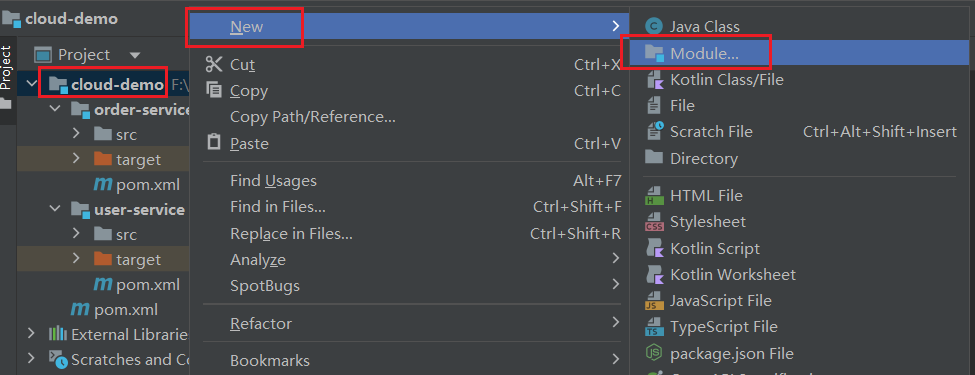 cloud-demo
Project
Project
cloud-demo F:\
order-service
src
target
pom.xml
user-service
src
target
pom.xml
pom.xml
External Libraries
Scratches and Co
New
Cut Ctrl+X
Copy Ctrl+C
Copy Path/Reference...
Paste Ctrl+V
Find Usages Alt+F7
Find in Files... Ctrl+Shift+F
Replace in Files... Ctrl+Shift+R
Analyze
SpotBugs
Refactor
Bookmarks
Java Class
Module...
Kotlin Class/File
File
Scratch File Ctrl+Alt+Shift+Insert
Directory
HTML File
Stylesheet
Kotlin Script
Kotlin Worksheet
JavaScript File
TypeScript File
package.json File